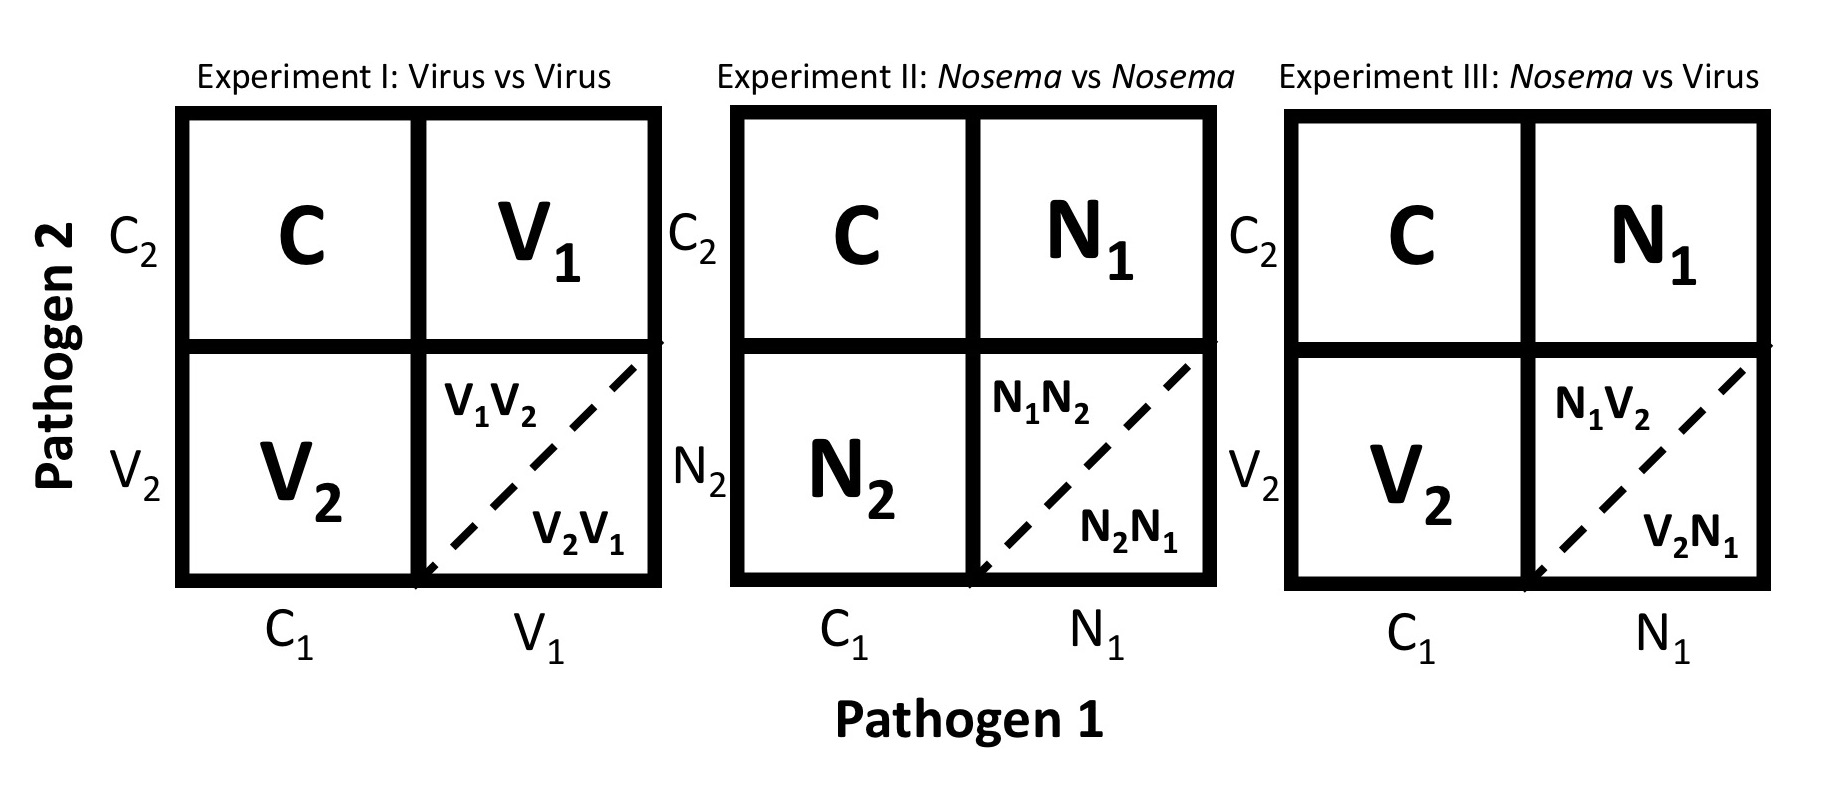 Experiment I: Virus vs Virus
Experiment II: Nosema vs Nosema
Experiment III: Nosema vs Virus
Pathogen 2
C₂
C
V₁
V₂
V₂
V₁V₂
V₂V₁
C₁
V₁
C₂
C
N₁
N₂
N₂
N₁N₂
N₂N₁
C₁
N₁
C₂
C
N₁
V₂
V₂
N₁V₂
V₂N₁
C₁
N₁
Pathogen 1